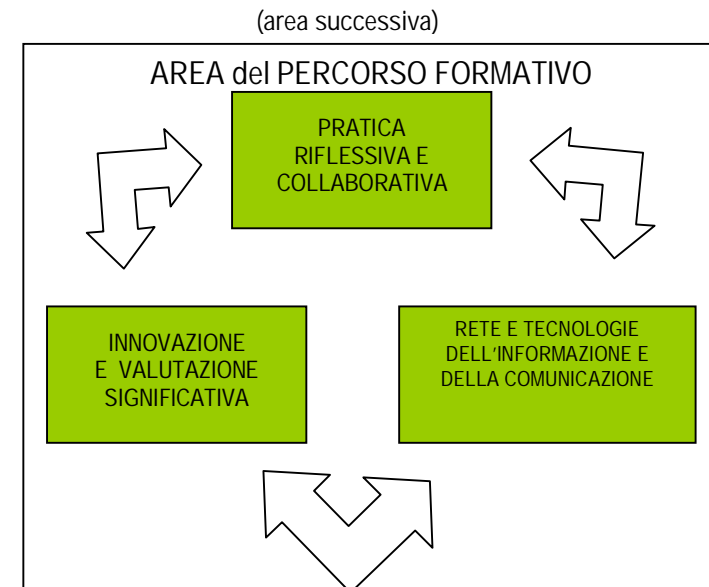 (area successiva)
AREA del PERCORSO FORMATIVO
PRATICA
RIFLESSIVA E
COLLABORATIVA
INNOVAZIONE
E VALUTAZIONE
SIGNIFICATIVA
RETE E TECNOLOGIE
DELL'INFORMAZIONE E
DELLA COMUNICAZIONE